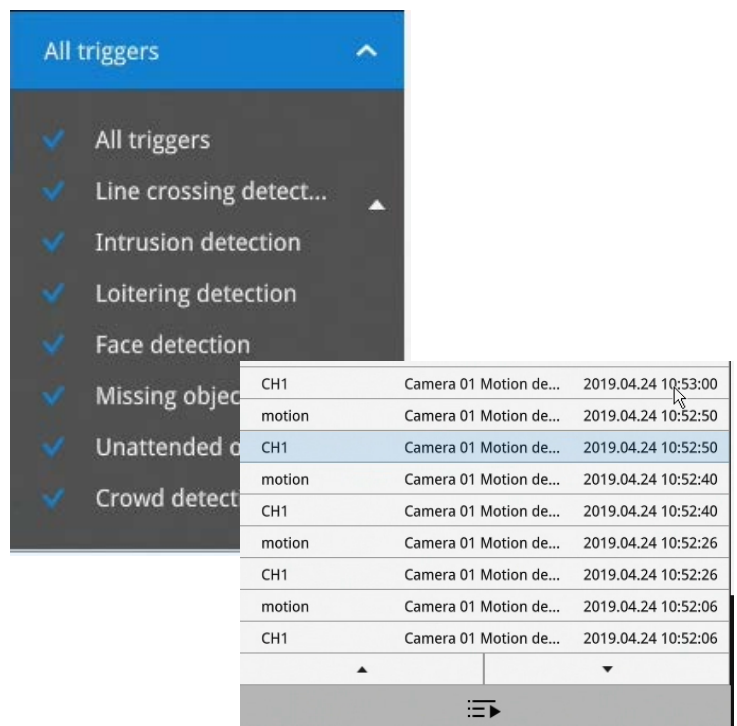 All triggers
All triggers
Line crossing detect...
Intrusion detection
Loitering detection
Face detection
Missing objec
Unattended o
Crowd detect
CH1 Camera 01 Motion de... 2019.04.24 10:53:00
motion Camera 01 Motion de... 2019.04.24 10:52:50
CH1 Camera 01 Motion de... 2019.04.24 10:52:50
motion Camera 01 Motion de... 2019.04.24 10:52:40
CH1 Camera 01 Motion de... 2019.04.24 10:52:40
motion Camera 01 Motion de... 2019.04.24 10:52:26
CH1 Camera 01 Motion de... 2019.04.24 10:52:26
motion Camera 01 Motion de... 2019.04.24 10:52:06
CH1 Camera 01 Motion de... 2019.04.24 10:52:06